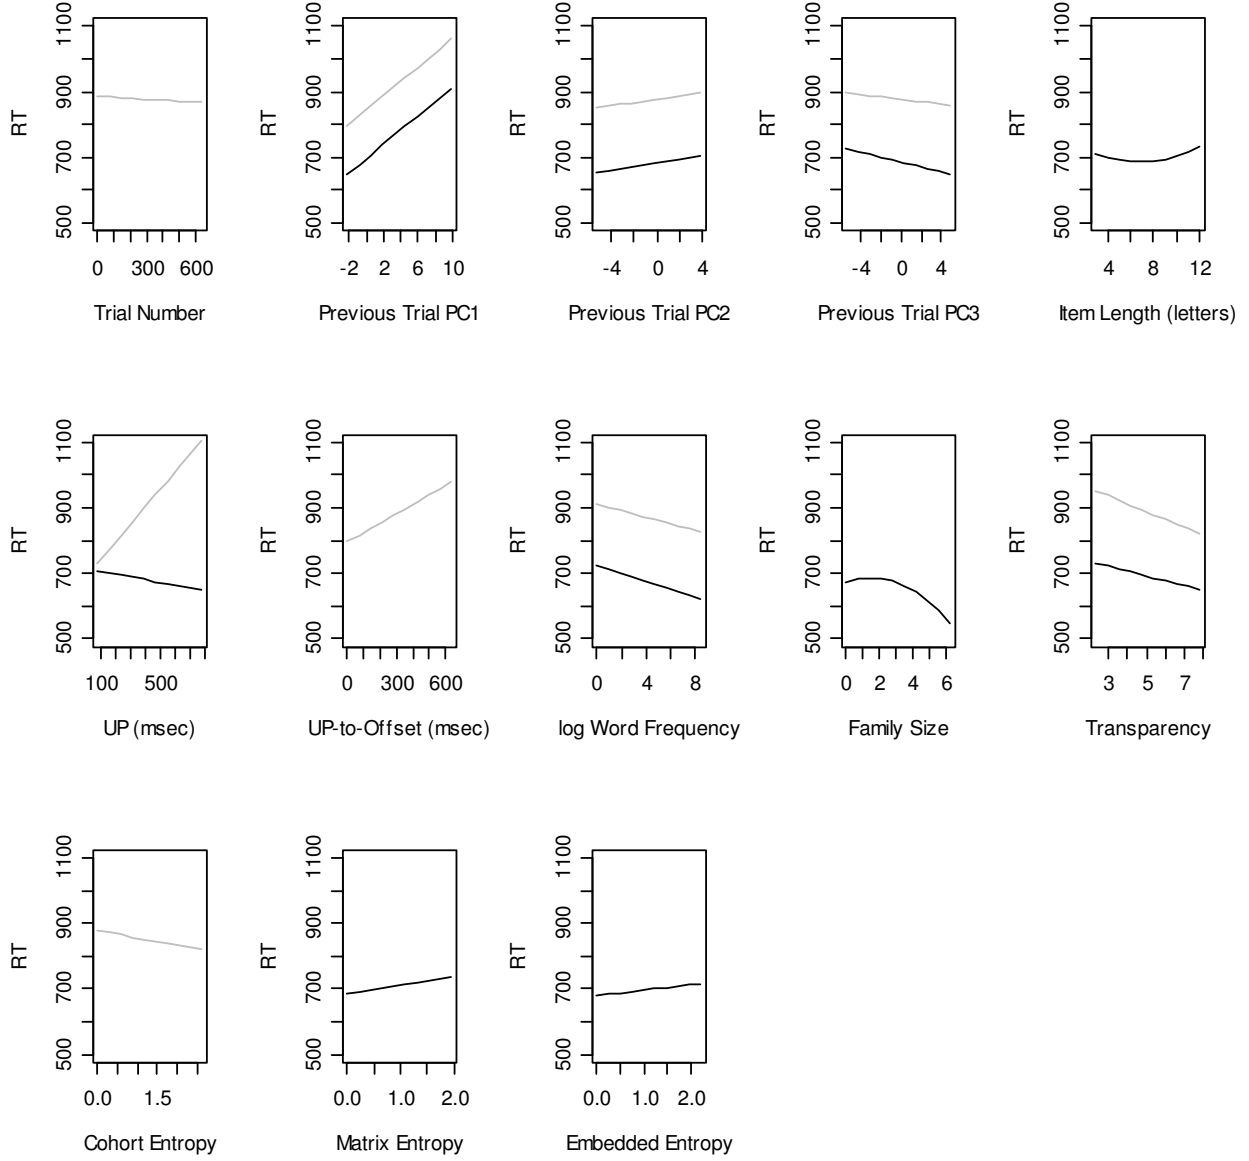 RT
500 700 900 1100
0 300 600
Trial Number
RT
500 700 900 1100
-2 2 6 10
Previous Trial PC1
RT
500 700 900 1100
-4 0 4
Previous Trial PC2
RT
500 700 900 1100
-4 0 4
Previous Trial PC3
RT
500 700 900 1100
4 8 12
Item Length (letters)
RT
500 700 900 1100
100 500
UP (msec)
RT
500 700 900 1100
0 300 600
UP-to-Offset (msec)
RT
500 700 900 1100
0 4 8
log Word Frequency
RT
500 700 900 1100
0 2 4 6
Family Size
RT
500 700 900 1100
3 5 7
Transparency
RT
500 700 900 1100
0.0 1.5
Cohort Entropy
RT
500 700 900 1100
0.0 1.0 2.0
Matrix Entropy
RT
500 700 900 1100
0.0 1.0 2.0
Embedded Entropy